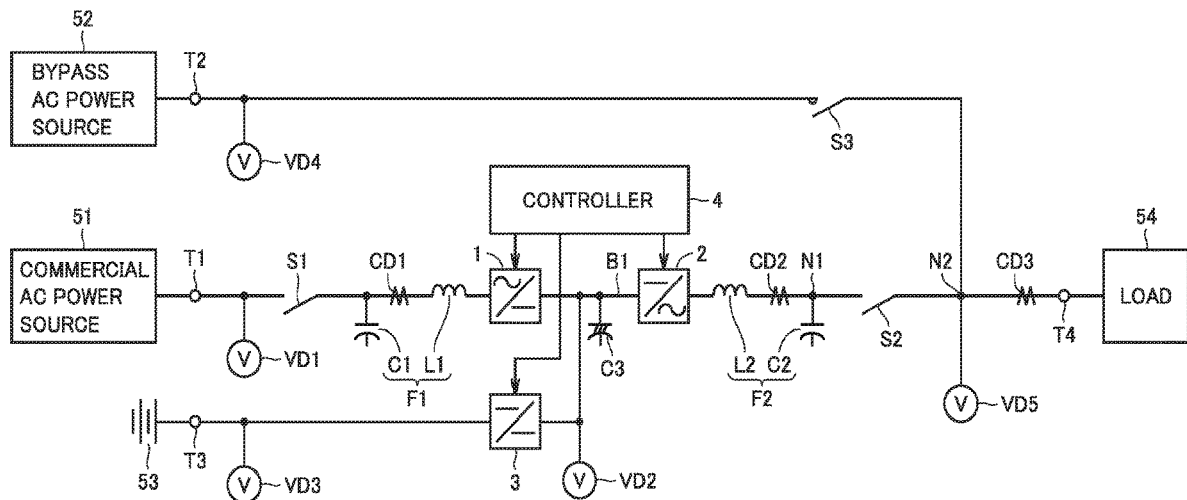 52
BYPASS
AC POWER
SOURCE
T2
V
VD4
S3
CONTROLLER
4
51
COMMERCIAL
AC POWER
SOURCE
T1
S1
CD1
1
B1
2
CD2
N1
N2
CD3
54
LOAD
T4
V
VD1
C1
L1
F1
C3
L2
C2
F2
S2
V
VD5
53
T3
V
VD3
3
V
VD2